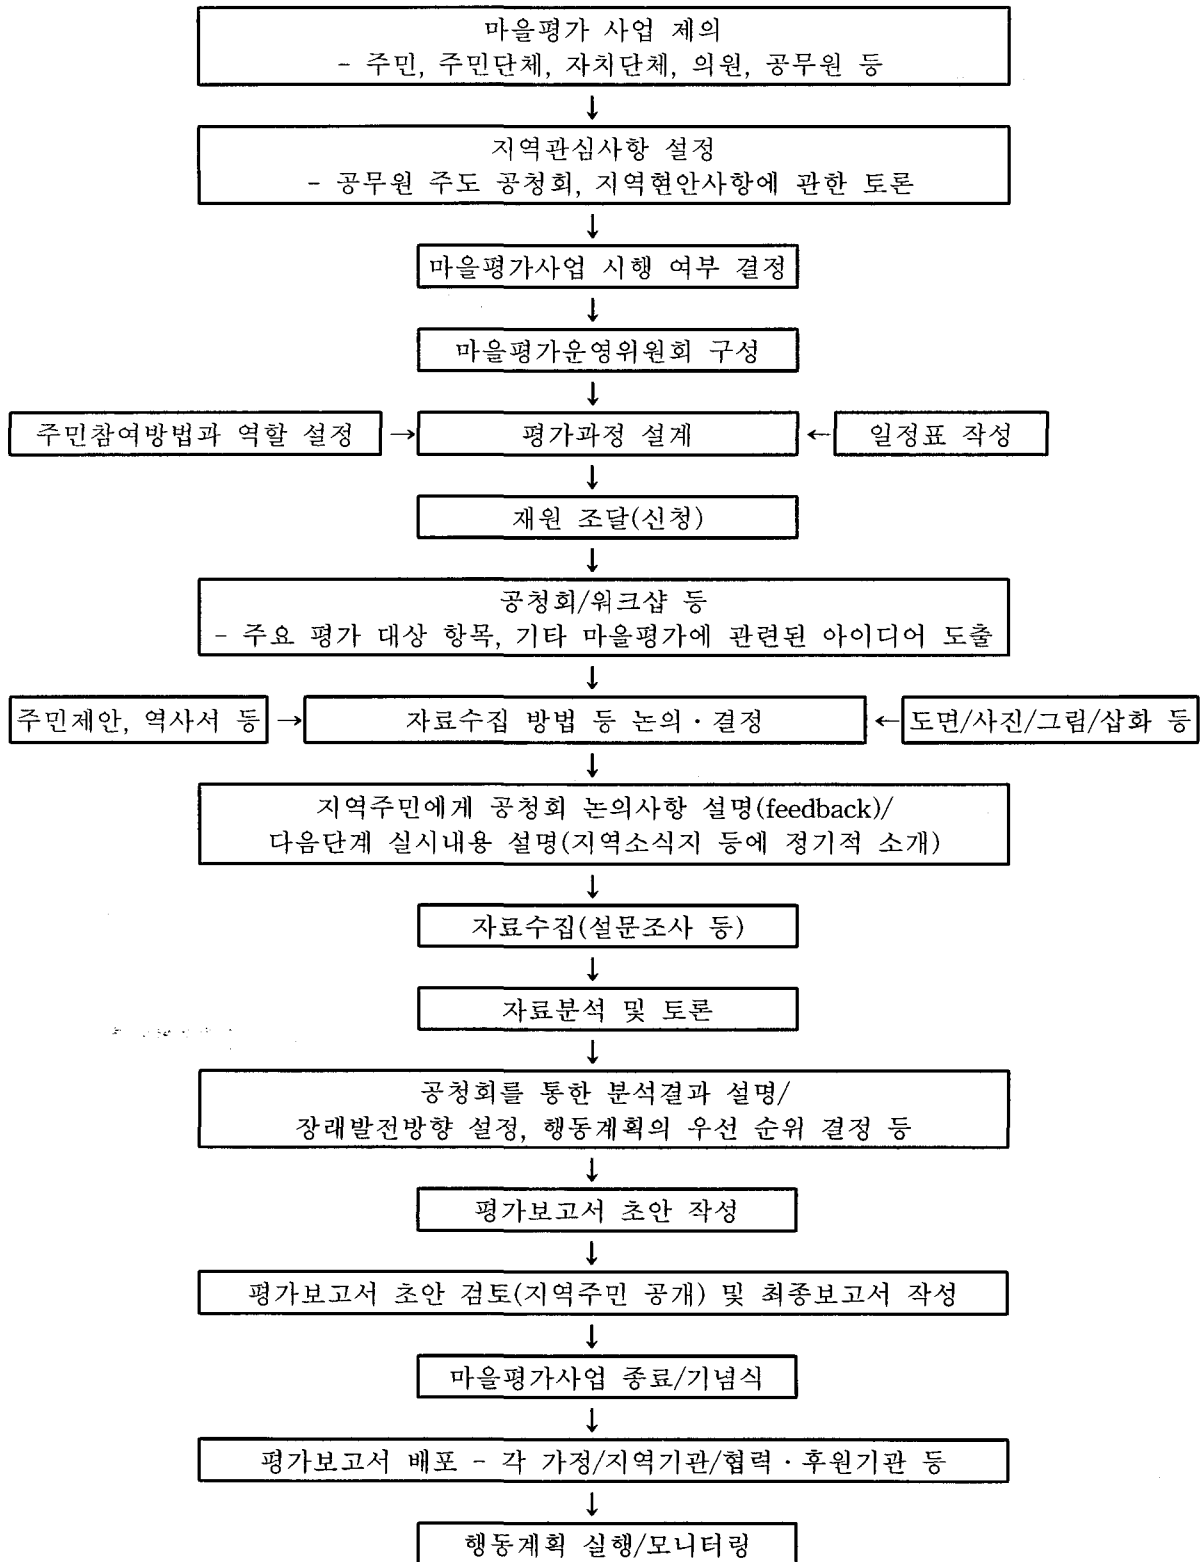 마을평가 사업 제의
- 주민, 주민단체, 자치단체, 의원, 공무원 등
↓
지역관심사항 설정
- 공무원 주도 공청회, 지역현안사항에 관한 토론
↓
마을평가사업 시행 여부 결정
↓
마을평가운영위원회 구성
↓
주민참여방법과 역할 설정 → 평가과정 설계 ← 일정표 작성
↓
재원 조달(신청)
↓
공청회/워크샵 등
- 주요 평가 대상 항목, 기타 마을평가에 관련된 아이디어 도출
↓
주민제안, 역사서 등 → 자료수집 방법 등 논의·결정 ← 도면/사진/그림/삽화 등
↓
지역주민에게 공청회 논의사항 설명(feedback)/
다음단계 실시내용 설명(지역소식지 등에 정기적 소개)
↓
자료수집(설문조사 등)
↓
자료분석 및 토론
↓
공청회를 통한 분석결과 설명/
장래발전방향 설정, 행동계획의 우선 순위 결정 등
↓
평가보고서 초안 작성
↓
평가보고서 초안 검토(지역주민 공개) 및 최종보고서 작성
↓
마을평가사업 종료/기념식
↓
평가보고서 배포 - 각 가정/지역기관/협력·후원기관 등
↓
행동계획 실행/모니터링